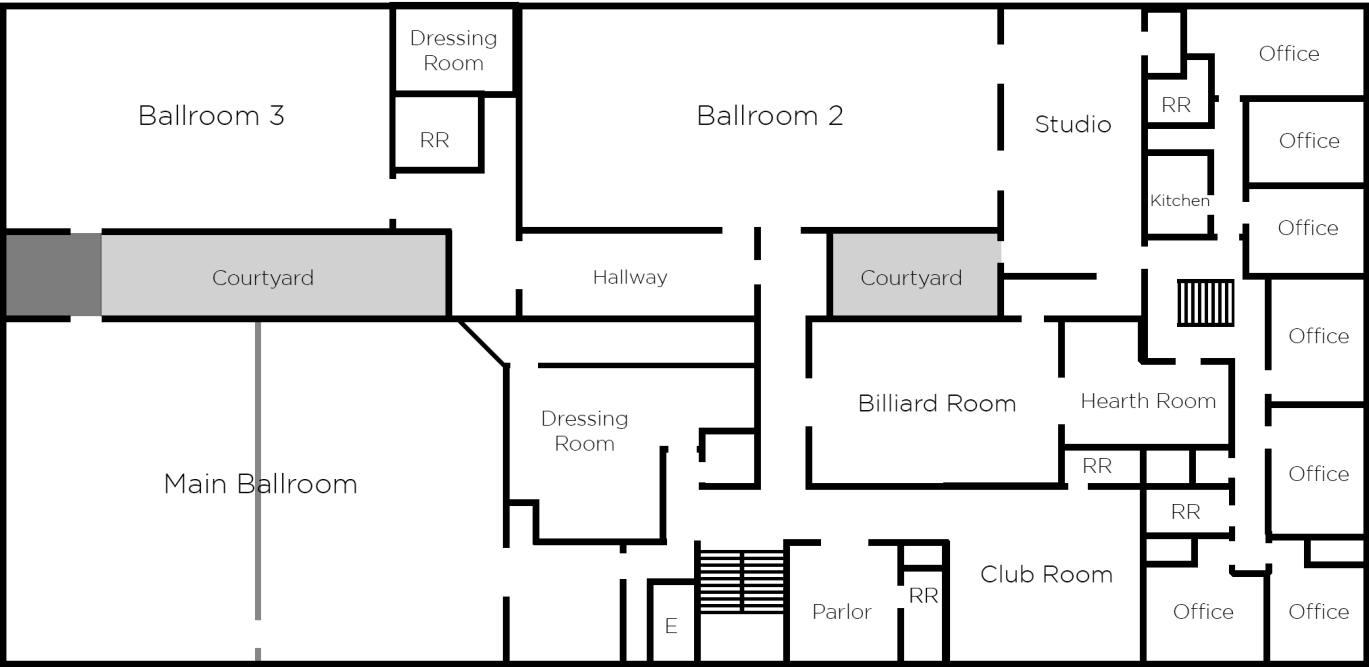 Dressing
Room
Office
Ballroom 3
Ballroom 2
RR
Studio
RR
Office
Kitchen
Office
Courtyard
Hallway
Courtyard
Office
Billiard Room
Hearth Room
Dressing
Room
RR
Office
Main Ballroom
RR
Club Room
RR
E
Parlor
Office
Office